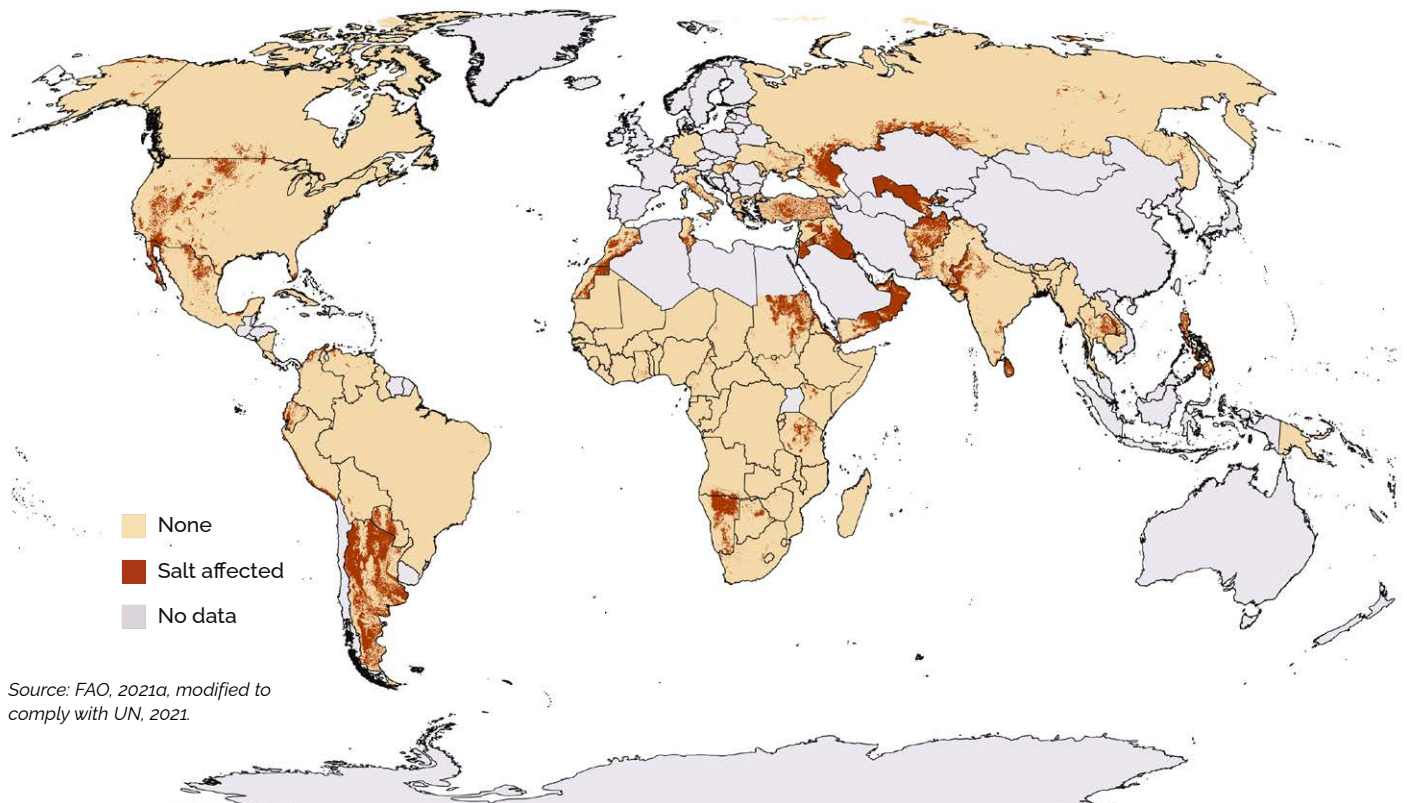 None
Salt affected
No data
Source: FAO, 2021a, modified to
comply with UN, 2021.